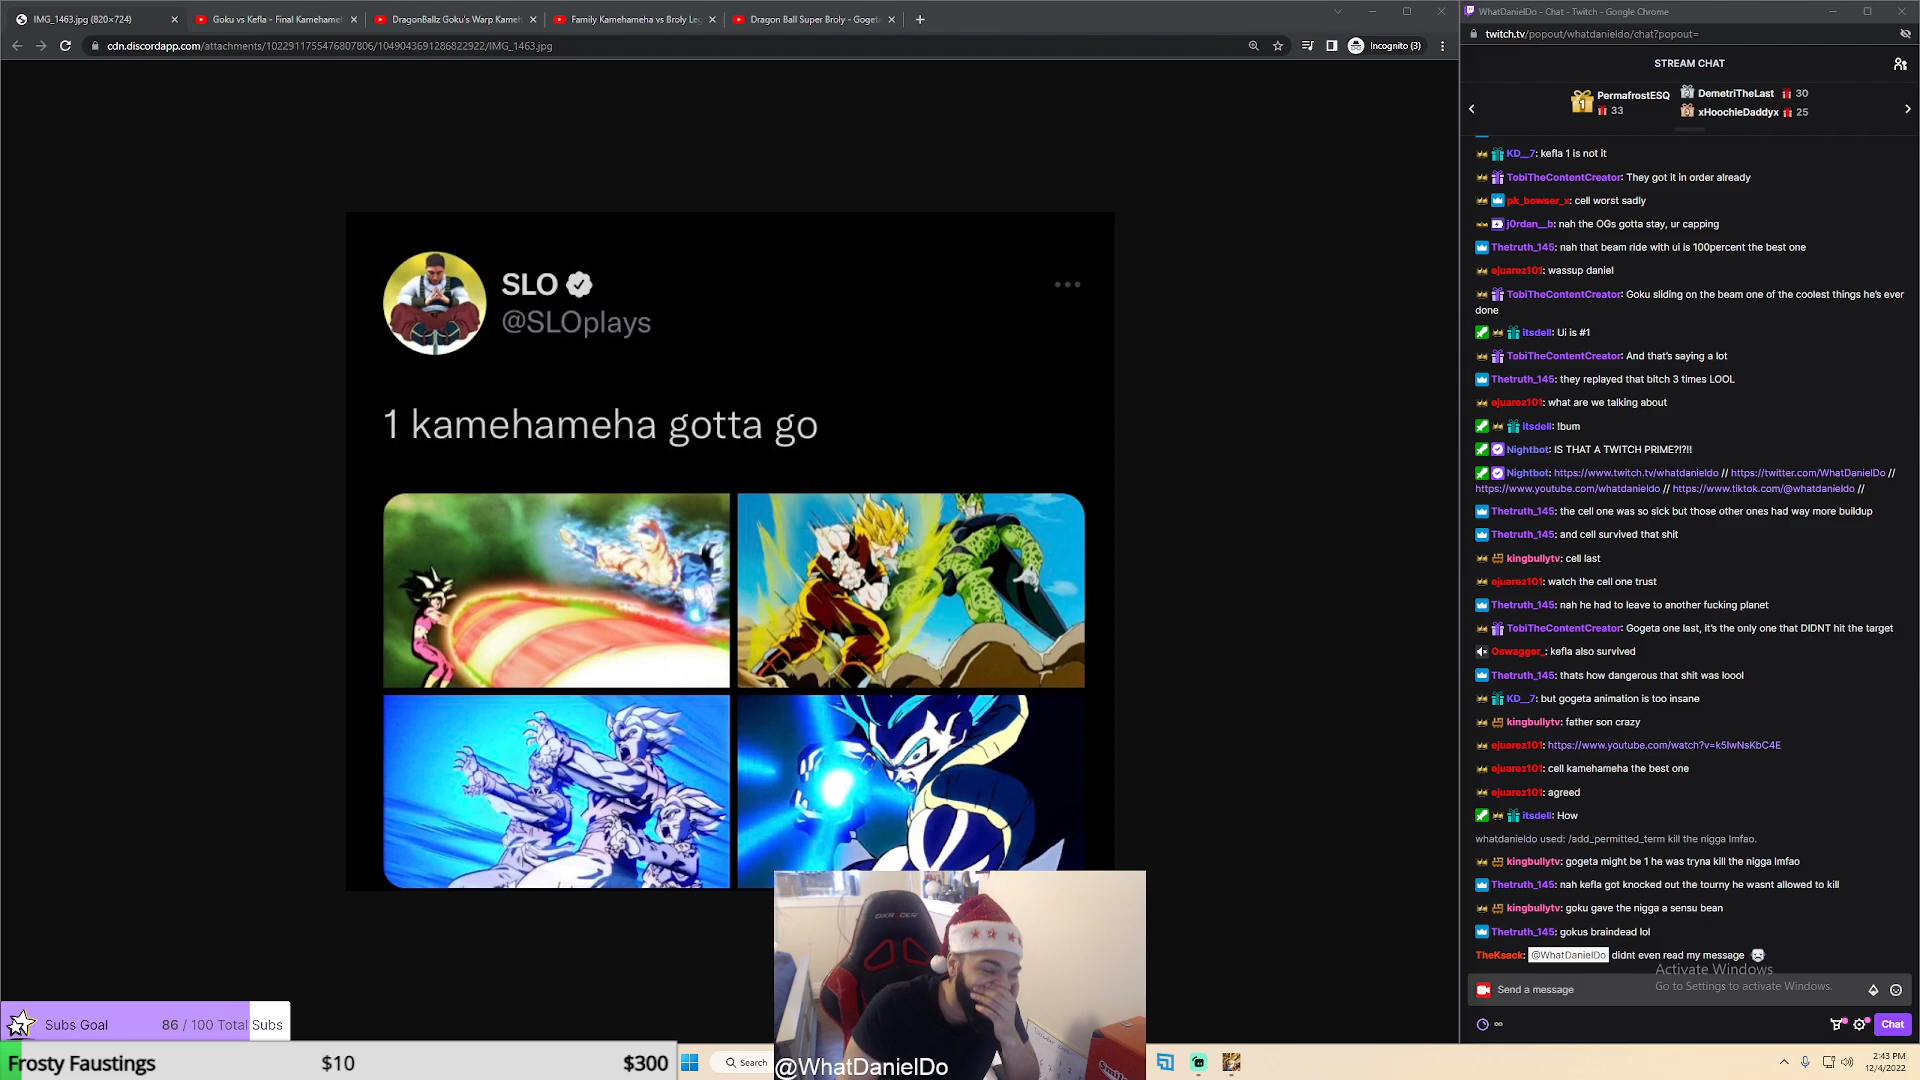 IMG_1463.jpg (820×724)
Goku vs Kefla - Final Kamehame
DragonBallz Goku's Warp Kameh
Family Kamehameha vs Broly Leg
Dragon Ball Super Broly - Gogeta
cdn.discordapp.com/attachments/1022911755476807806/1049043691286822922/IMG_1463.jpg
Incognito (3)
SLO
@SLOplays
1 kamehameha gotta go
DXRACER
@WhatDanielDo
Subs Goal 86 / 100 Total Subs
Frosty Faustings $10 $300
Search
WhatDanielDo - Chat - Twitch - Google Chrome
twitch.tv/popout/whatdanieldo/chat?popout=
STREAM CHAT
1 PermafrostESQ 33
DemetriTheLast 30
xHoochieDaddyx 25
KD__7: kefla 1 is not it
TobiTheContentCreator: They got it in order already
pk_bowser_x: cell worst sadly
j0rdan__b: nah the OGs gotta stay, ur capping
Thetruth_145: nah that beam ride with ui is 100percent the best one
ejuarez101: wassup daniel
TobiTheContentCreator: Goku sliding on the beam one of the coolest things he's ever
done
itsdell: Ui is #1
TobiTheContentCreator: And that's saying a lot
Thetruth_145: they replayed that bitch 3 times LOOL
ejuarez101: what are we talking about
itsdell: !bum
Nightbot: IS THAT A TWITCH PRIME?!?!!
Nightbot: https://www.twitch.tv/whatdanieldo // https://twitter.com/WhatDanielDo //
https://www.youtube.com/whatdanieldo // https://www.tiktok.com/@whatdanieldo //
Thetruth_145: the cell one was so sick but those other ones had way more buildup
Thetruth_145: and cell survived that shit
kingbullytv: cell last
ejuarez101: watch the cell one trust
Thetruth_145: nah he had to leave to another fucking planet
TobiTheContentCreator: Gogeta one last, it's the only one that DIDNT hit the target
Oswagger_: kefla also survived
Thetruth_145: thats how dangerous that shit was loool
KD__7: but gogeta animation is too insane
kingbullytv: father son crazy
ejuarez101: https://www.youtube.com/watch?v=k5IwNsKbC4E
ejuarez101: cell kamehameha the best one
ejuarez101: agreed
itsdell: How
whatdanieldo used: /add_permitted_term kill the nigga lmfao.
kingbullytv: gogeta might be 1 he was tryna kill the nigga lmfao
Thetruth_145: nah kefla got knocked out the tourny he wasnt allowed to kill
kingbullytv: goku gave the nigga a sensu bean
Thetruth_145: gokus braindead lol
TheKsack: @WhatDanielDo didnt even read my message
Activate Windows
Go to Settings to activate Windows.
Send a message
Chat
2:43 PM
12/4/2022